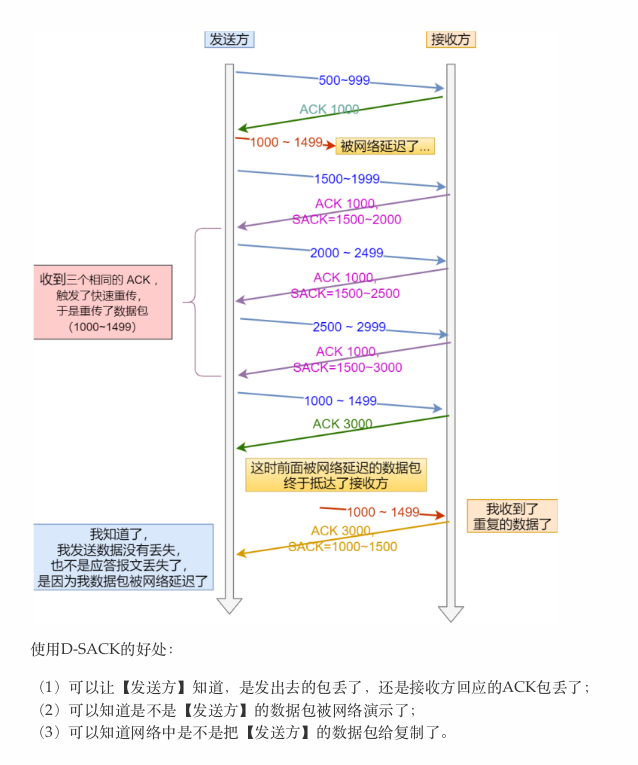 发送方
接收方
500~999
ACK 1000
1000 ~ 1499
被网络延迟了...
1500~1999
ACK 1000,
SACK=1500~2000
2000 ~ 2499
收到三个相同的 ACK ，
触发了快速重传，
于是重传了数据包
（1000~1499）
ACK 1000,
SACK=1500~2500
2500 ~ 2999
ACK 1000,
SACK=1500~3000
1000 ~ 1499
ACK 3000
这时前面被网络延迟的数据包
终于抵达了接收方
1000 ~ 1499
我收到了
重复的数据了
ACK 3000,
SACK=1000~1500
我知道了，
我发送数据没有丢失，
也不是应答报文丢失了，
是因为我数据包被网络延迟了
使用D-SACK的好处：
（1）可以让【发送方】知道，是发出去的包丢了，还是接收方回应的ACK包丢了；
（2）可以知道是不是【发送方】的数据包被网络演示了；
（3）可以知道网络中是不是把【发送方】的数据包给复制了。